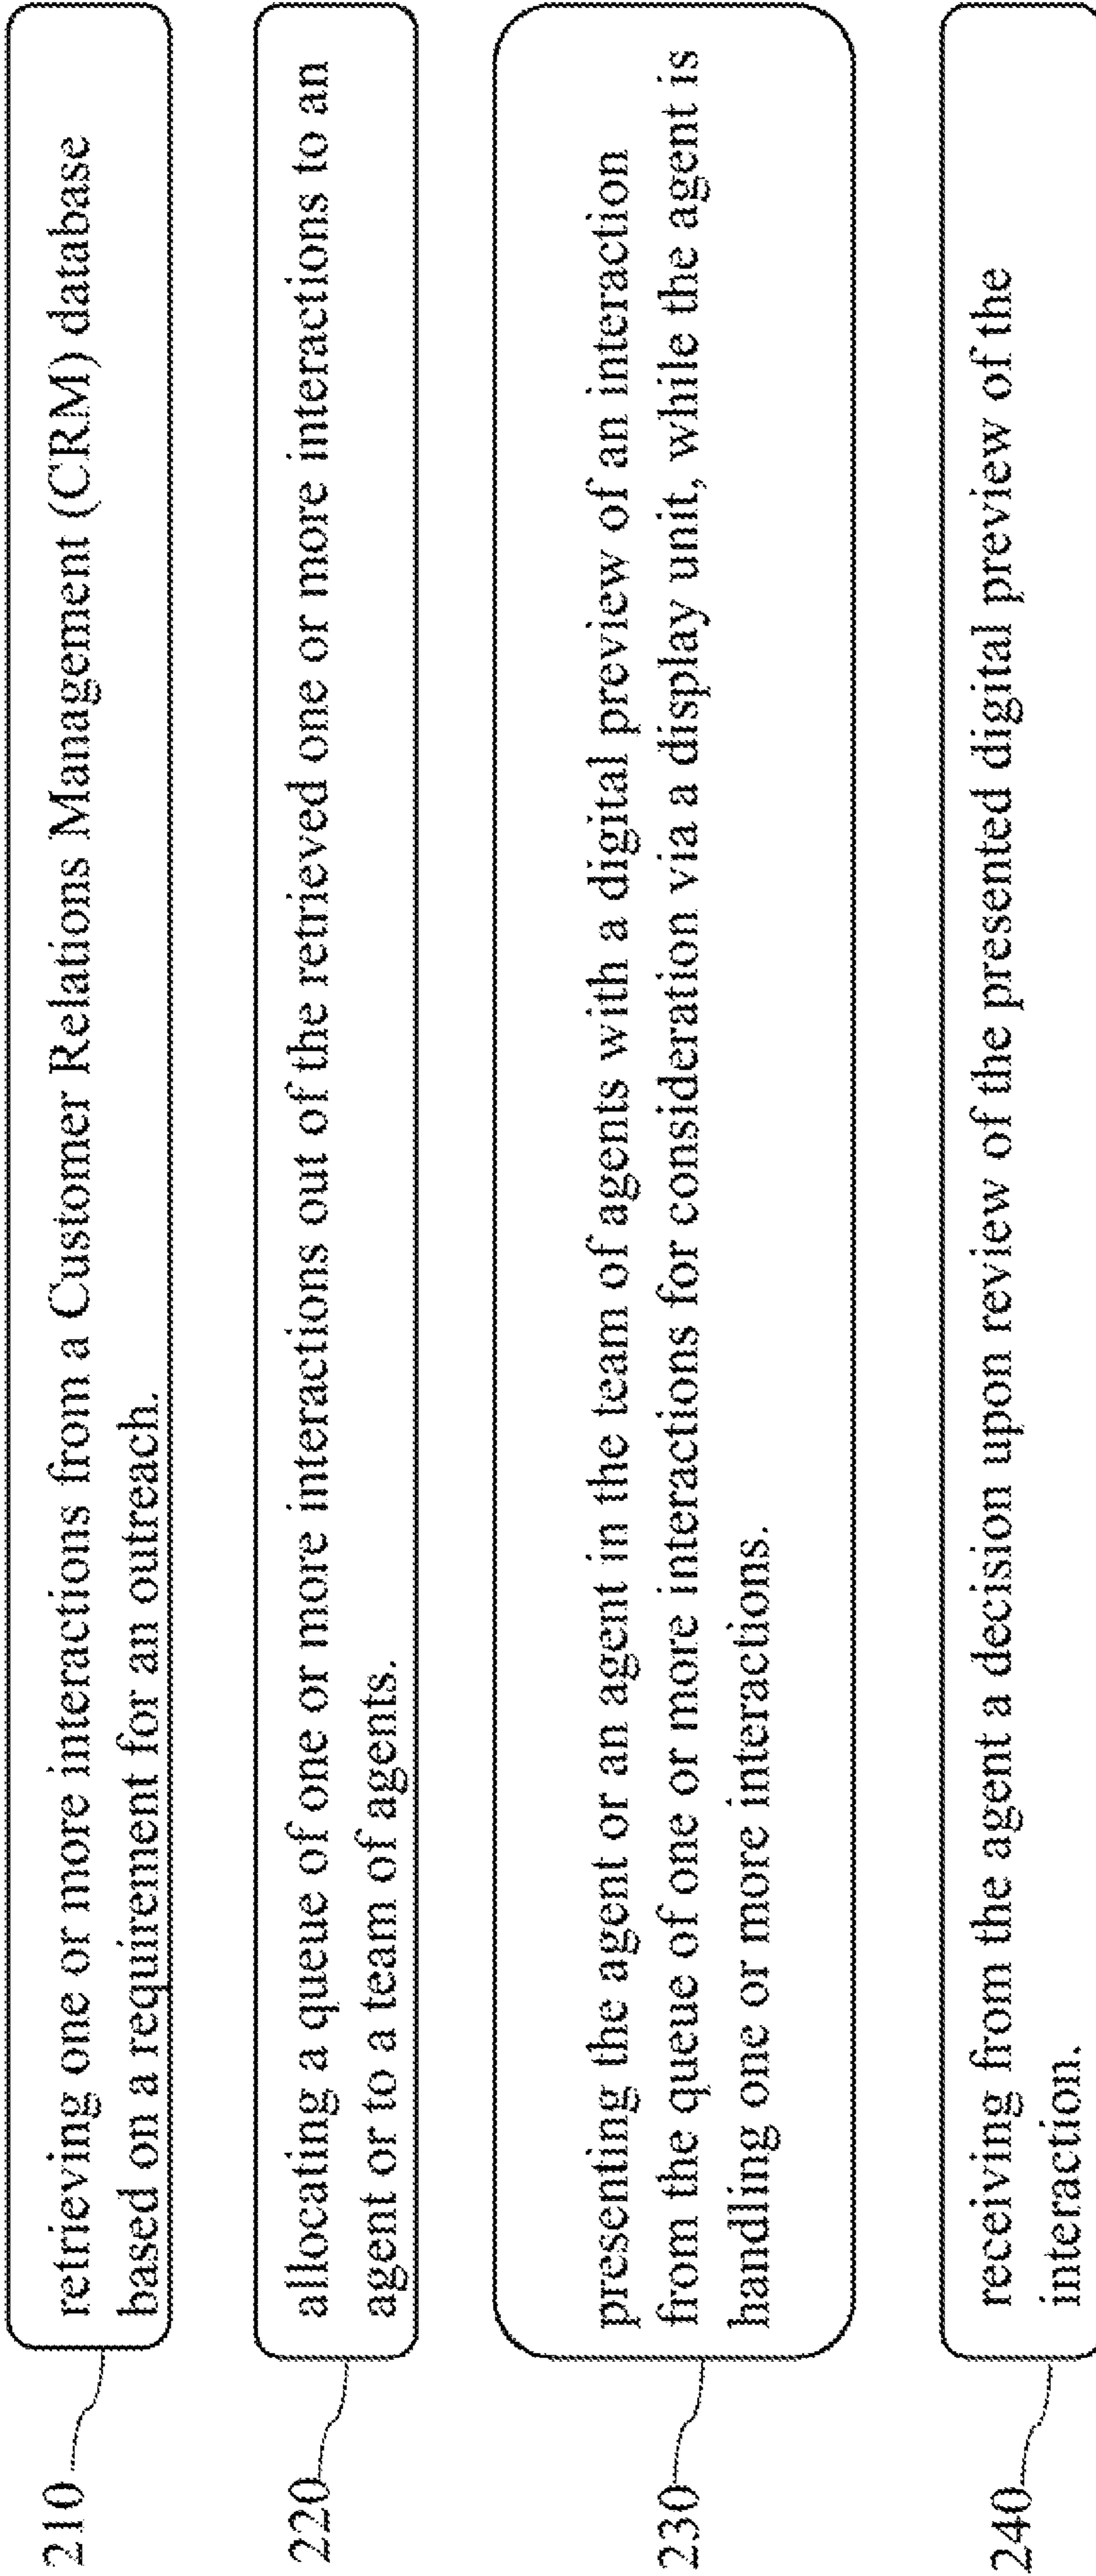 210
retrieving one or more interactions from a Customer Relations Management (CRM) database
based on a requirement for an outreach.
220
allocating a queue of one or more interactions out of the retrieved one or more interactions to an
agent or to a team of agents.
230
presenting the agent or an agent in the team of agents with a digital preview of an interaction
from the queue of one or more interactions for consideration via a display unit, while the agent is
handling one or more interactions.
240
receiving from the agent a decision upon review of the presented digital preview of the
interaction.